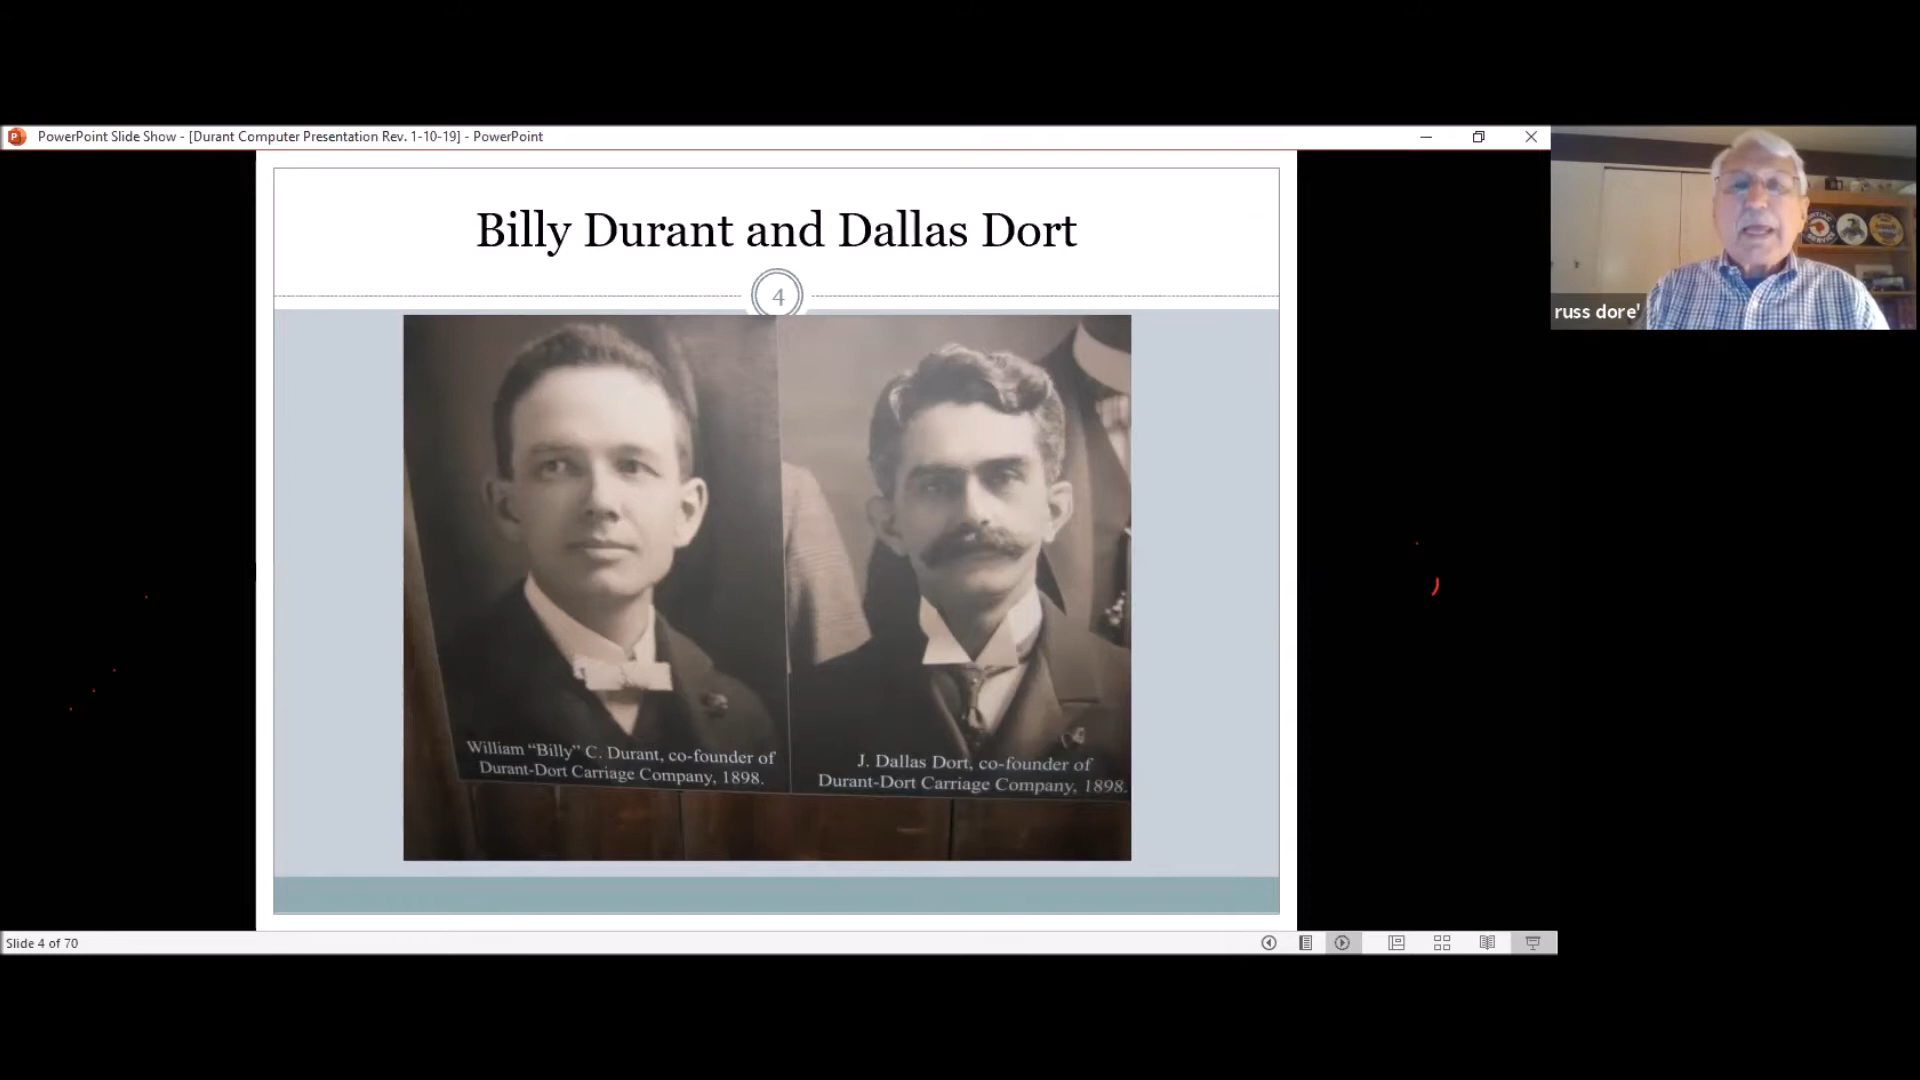 PowerPoint Slide Show - [Durant Computer Presentation Rev. 1-10-19] - PowerPoint
Billy Durant and Dallas Dort
4
William “Billy” C. Durant, co-founder of
Durant-Dort Carriage Company, 1898.
J. Dallas Dort, co-founder of
Durant-Dort Carriage Company, 1898.
PONTIAC
SERVICE
russ dore'
Slide 4 of 70